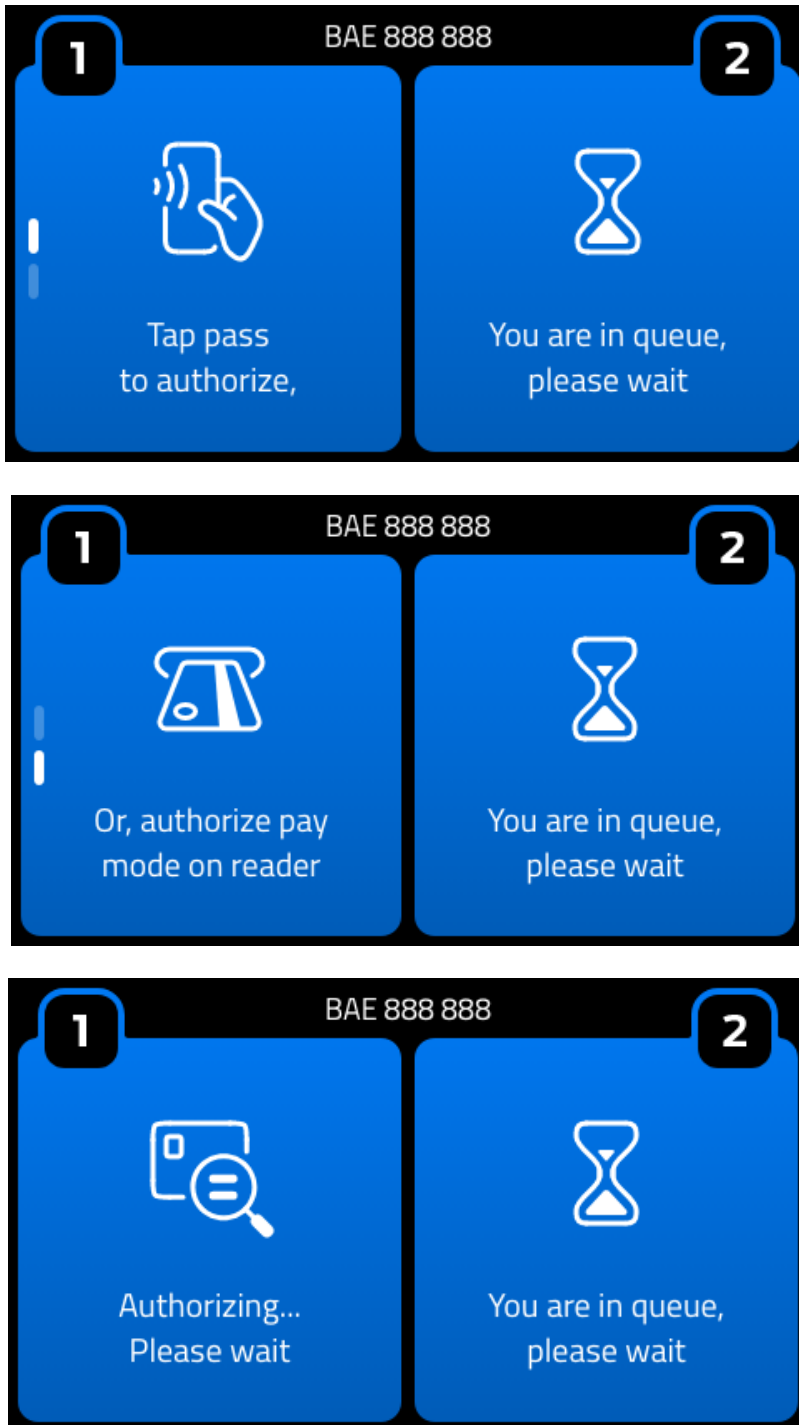 1
BAE 888 888
2
Tap pass
to authorize,
You are in queue,
please wait
1
BAE 888 888
2
Or, authorize pay
mode on reader
You are in queue,
please wait
1
BAE 888 888
2
Authorizing...
Please wait
You are in queue,
please wait